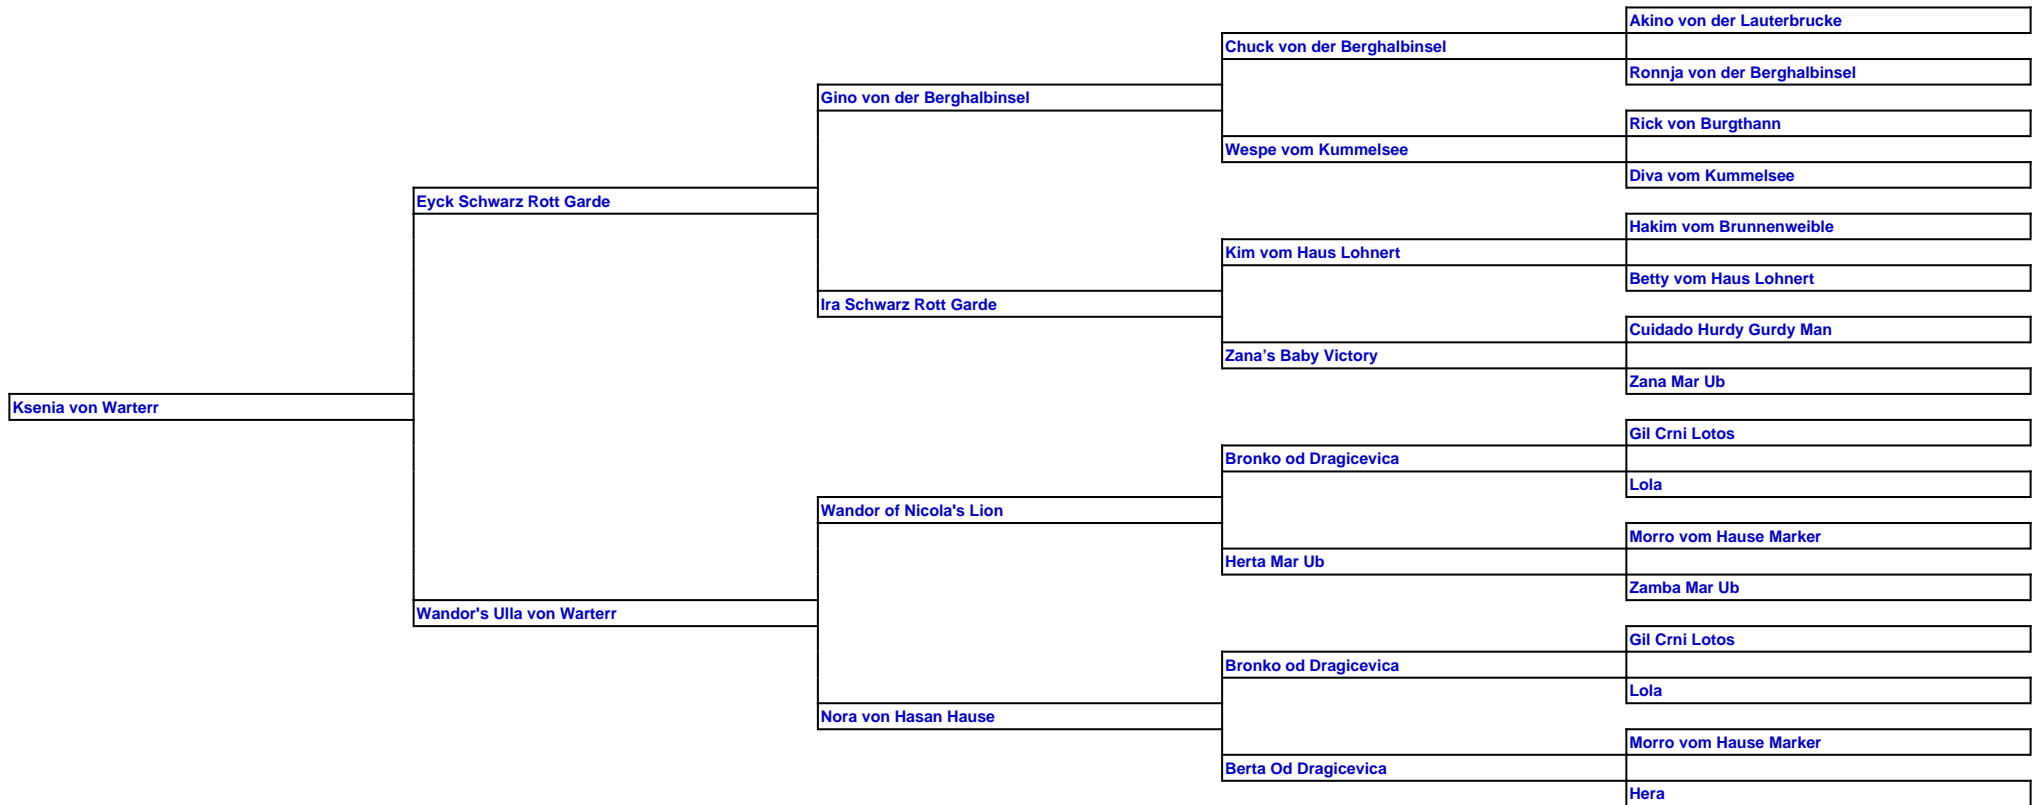 Akino von der Lauterbrucke
Chuck von der Berghalbinsel
Ronnja von der Berghalbinsel
Gino von der Berghalbinsel
Rick von Burgthann
Wespe vom Kummelsee
Diva vom Kummelsee
Eyck Schwarz Rott Garde
Hakim vom Brunnenweible
Kim vom Haus Lohnert
Betty vom Haus Lohnert
Ira Schwarz Rott Garde
Cuidado Hurdy Gurdy Man
Zana’s Baby Victory
Zana Mar Ub
Ksenia von Warterr
Gil Crni Lotos
Bronko od Dragicevica
Lola
Wandor of Nicola's Lion
Morro vom Hause Marker
Herta Mar Ub
Zamba Mar Ub
Wandor's Ulla von Warterr
Gil Crni Lotos
Bronko od Dragicevica
Lola
Nora von Hasan Hause
Morro vom Hause Marker
Berta Od Dragicevica
Hera